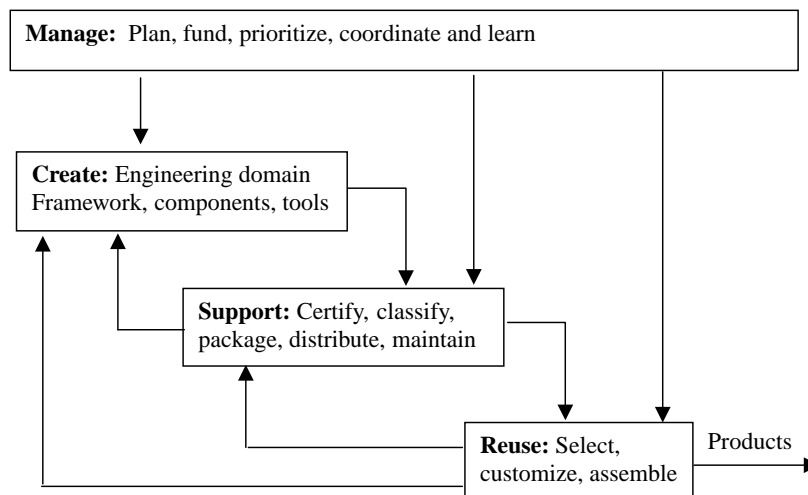 Manage: Plan, fund, prioritize, coordinate and learn
Create: Engineering domain
Framework, components, tools
Support: Certify, classify,
package, distribute, maintain
Reuse: Select,
customize, assemble
Products